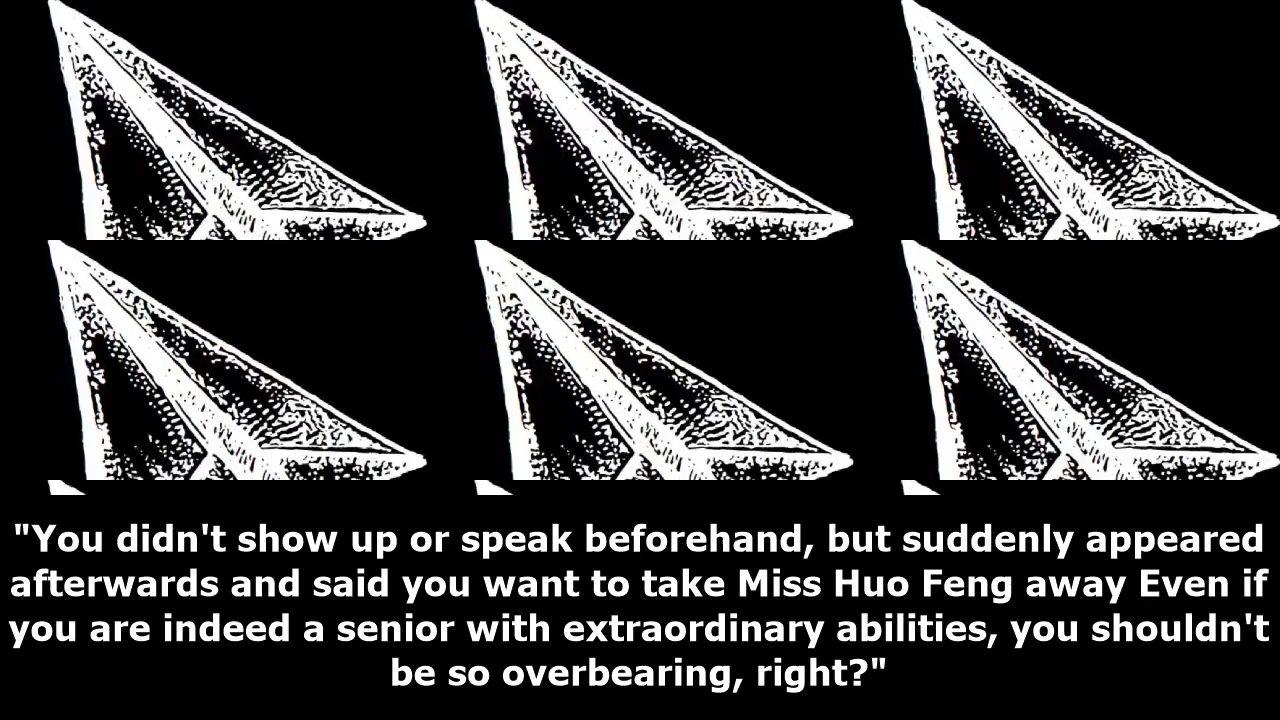 "You didn't show up or speak beforehand, but suddenly appeared
afterwards and said you want to take Miss Huo Feng away Even if
you are indeed a senior with extraordinary abilities, you shouldn't
be so overbearing, right?"